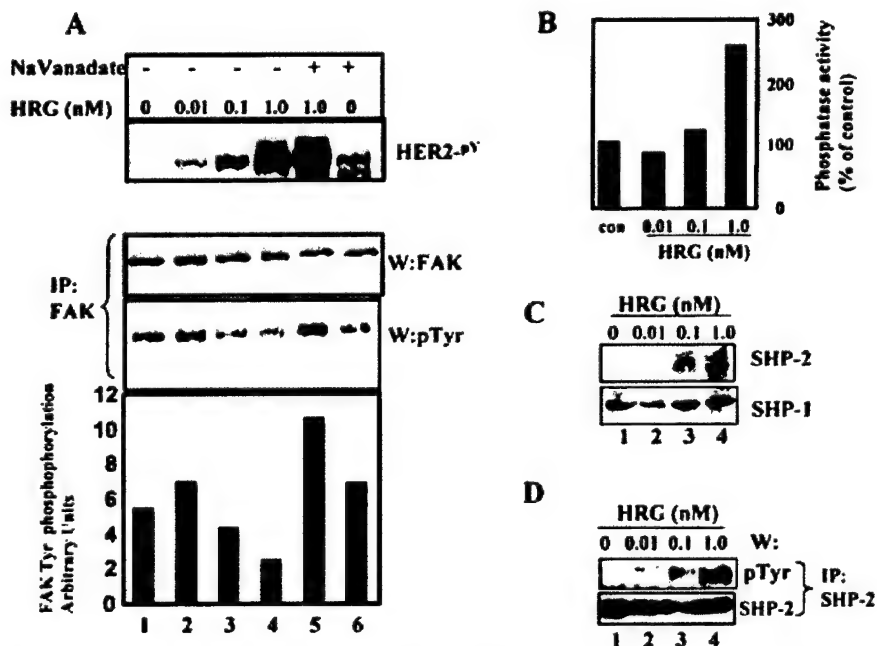 A
NaVanadate - - - - + +
HRG (nM) 0 0.01 0.1 1.0 1.0 0
HER2-pY
IP:
FAK
W:FAK
W:pTyr
FAK Tyr phosphophorylation
Arbitrary Units
12
10
8
6
4
2
0
1 2 3 4 5 6
B
300
200
100
0
Phosphatase activity
(% of control)
con 0.01 0.1 1.0
HRG (nM)
C
HRG (nM)
0 0.01 0.1 1.0
SHP-2
SHP-1
1 2 3 4
D
HRG (nM)
0 0.01 0.1 1.0 W:
pTyr
SHP-2
IP:
SHP-2
1 2 3 4